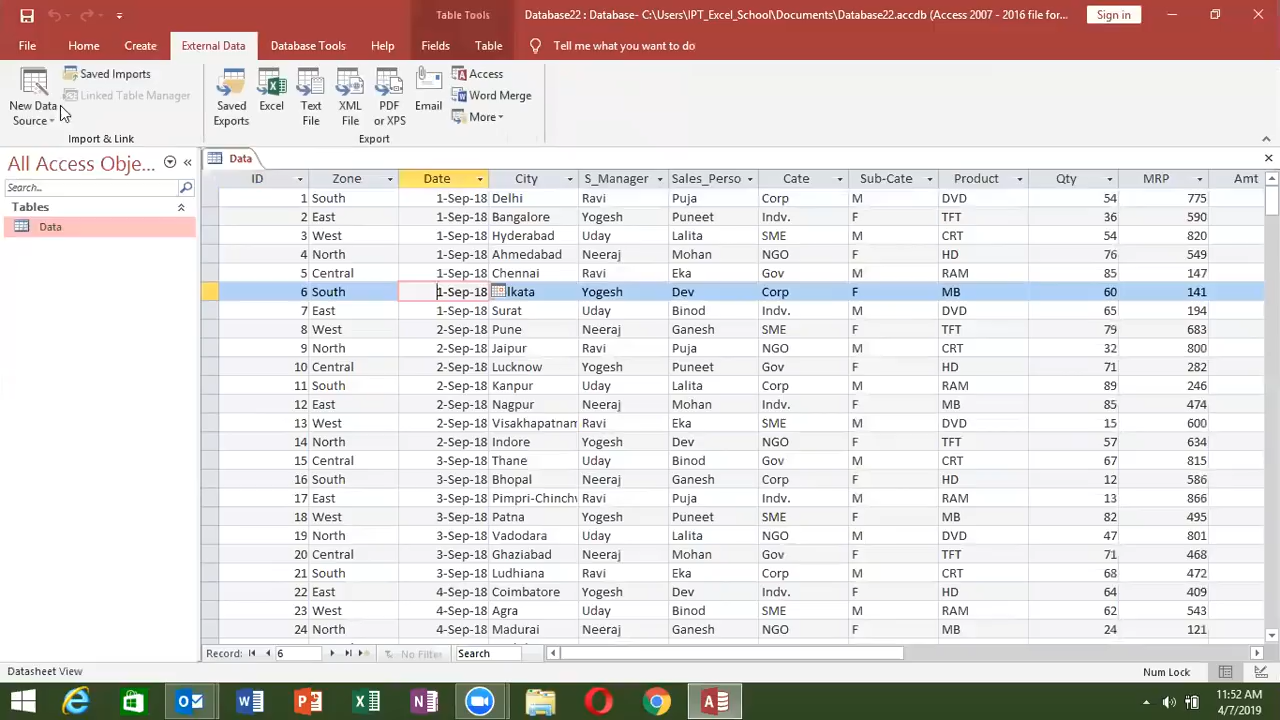 Table Tools
Database22 : Database- C:\Users\IPT_Excel_School\Documents\Database22.accdb (Access 2007 - 2016 file for...
Sign in
File Home Create External Data Database Tools Help Fields Table Tell me what you want to do
New Data Source
Saved Imports
Linked Table Manager
Import & Link
Saved Exports
Excel
Text File
XML File
PDF or XPS
Email
Access
Word Merge
More
Export
All Access Obje...
Search...
Tables
Data
Data
ID Zone Date City S_Manager Sales_Perso Cate Sub-Cate Product Qty MRP Amt
1 South 1-Sep-18 Delhi Ravi Puja Corp M DVD 54 775
2 East 1-Sep-18 Bangalore Yogesh Puneet Indv. F TFT 36 590
3 West 1-Sep-18 Hyderabad Uday Lalita SME M CRT 54 820
4 North 1-Sep-18 Ahmedabad Neeraj Mohan NGO F HD 76 549
5 Central 1-Sep-18 Chennai Ravi Eka Gov M RAM 85 147
6 South 1-Sep-18 lkata Yogesh Dev Corp F MB 60 141
7 East 1-Sep-18 Surat Uday Binod Indv. M DVD 65 194
8 West 2-Sep-18 Pune Neeraj Ganesh SME F TFT 79 683
9 North 2-Sep-18 Jaipur Ravi Puja NGO M CRT 32 800
10 Central 2-Sep-18 Lucknow Yogesh Puneet Gov F HD 71 282
11 South 2-Sep-18 Kanpur Uday Lalita Corp M RAM 89 246
12 East 2-Sep-18 Nagpur Neeraj Mohan Indv. F MB 85 474
13 West 2-Sep-18 Visakhapatnam Ravi Eka SME M DVD 15 600
14 North 2-Sep-18 Indore Yogesh Dev NGO F TFT 57 634
15 Central 3-Sep-18 Thane Uday Binod Gov M CRT 67 815
16 South 3-Sep-18 Bhopal Neeraj Ganesh Corp F HD 12 586
17 East 3-Sep-18 Pimpri-Chinchv Ravi Puja Indv. M RAM 13 866
18 West 3-Sep-18 Patna Yogesh Puneet SME F MB 82 495
19 North 3-Sep-18 Vadodara Uday Lalita NGO M DVD 47 801
20 Central 3-Sep-18 Ghaziabad Neeraj Mohan Gov F TFT 71 468
21 South 3-Sep-18 Ludhiana Ravi Eka Corp M CRT 68 472
22 East 4-Sep-18 Coimbatore Yogesh Dev Indv. F HD 64 409
23 West 4-Sep-18 Agra Uday Binod SME M RAM 62 543
24 North 4-Sep-18 Madurai Neeraj Ganesh NGO F MB 24 121
Record: 6 No Filter Search
Datasheet View
Num Lock
11:52 AM
4/7/2019